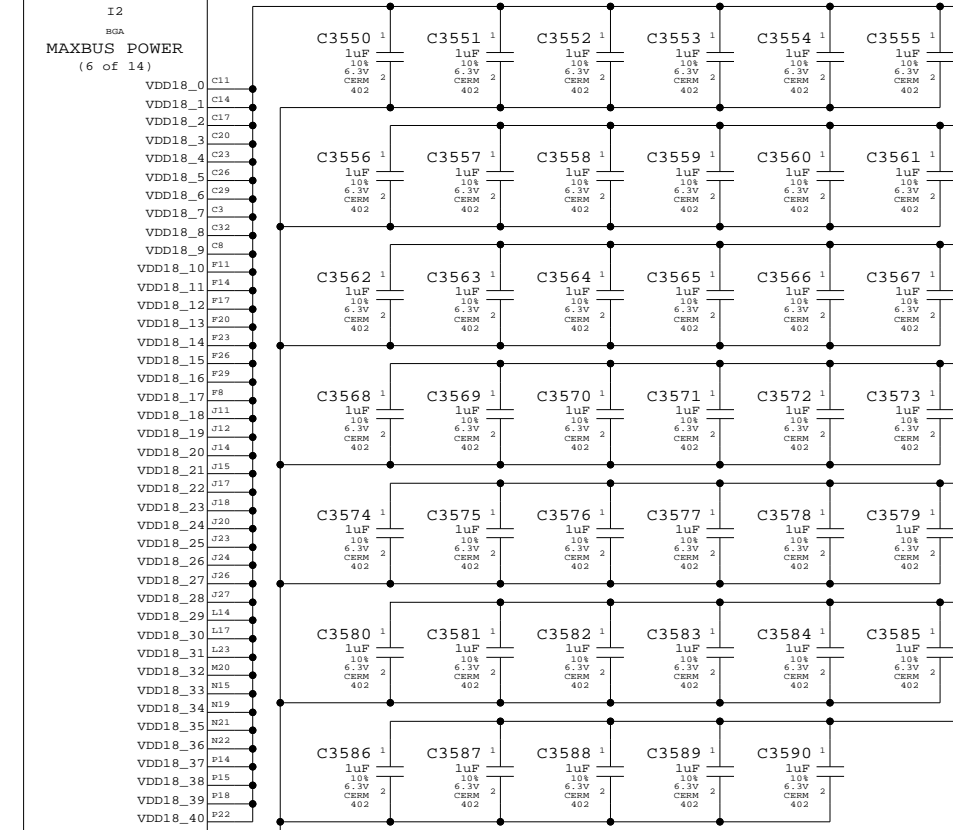 I2
BGA
MAXBUS POWER
(6 of 14)
VDD18_0 C11
VDD18_1 C14
VDD18_2 C17
VDD18_3 C20
VDD18_4 C23
VDD18_5 C26
VDD18_6 C29
VDD18_7 C3
VDD18_8 C32
VDD18_9 C8
VDD18_10 F11
VDD18_11 F14
VDD18_12 F17
VDD18_13 F20
VDD18_14 F23
VDD18_15 F26
VDD18_16 F29
VDD18_17 F8
VDD18_18 J11
VDD18_19 J12
VDD18_20 J14
VDD18_21 J15
VDD18_22 J17
VDD18_23 J18
VDD18_24 J20
VDD18_25 J23
VDD18_26 J24
VDD18_27 J26
VDD18_28 J27
VDD18_29 L14
VDD18_30 L17
VDD18_31 L23
VDD18_32 M20
VDD18_33 N15
VDD18_34 N19
VDD18_35 N21
VDD18_36 N22
VDD18_37 P14
VDD18_38 P15
VDD18_39 P18
VDD18_40 P22
C3550 1 C3551 1 C3552 1 C3553 1 C3554 1 C3555 1
1uF 1uF 1uF 1uF 1uF 1uF
10% 10% 10% 10% 10% 10%
6.3V 6.3V 6.3V 6.3V 6.3V 6.3V
CERM 2 CERM 2 CERM 2 CERM 2 CERM 2 CERM 2
402 402 402 402 402 402
C3556 1 C3557 1 C3558 1 C3559 1 C3560 1 C3561 1
1uF 1uF 1uF 1uF 1uF 1uF
10% 10% 10% 10% 10% 10%
6.3V 6.3V 6.3V 6.3V 6.3V 6.3V
CERM 2 CERM 2 CERM 2 CERM 2 CERM 2 CERM 2
402 402 402 402 402 402
C3562 1 C3563 1 C3564 1 C3565 1 C3566 1 C3567 1
1uF 1uF 1uF 1uF 1uF 1uF
10% 10% 10% 10% 10% 10%
6.3V 6.3V 6.3V 6.3V 6.3V 6.3V
CERM 2 CERM 2 CERM 2 CERM 2 CERM 2 CERM 2
402 402 402 402 402 402
C3568 1 C3569 1 C3570 1 C3571 1 C3572 1 C3573 1
1uF 1uF 1uF 1uF 1uF 1uF
10% 10% 10% 10% 10% 10%
6.3V 6.3V 6.3V 6.3V 6.3V 6.3V
CERM 2 CERM 2 CERM 2 CERM 2 CERM 2 CERM 2
402 402 402 402 402 402
C3574 1 C3575 1 C3576 1 C3577 1 C3578 1 C3579 1
1uF 1uF 1uF 1uF 1uF 1uF
10% 10% 10% 10% 10% 10%
6.3V 6.3V 6.3V 6.3V 6.3V 6.3V
CERM 2 CERM 2 CERM 2 CERM 2 CERM 2 CERM 2
402 402 402 402 402 402
C3580 1 C3581 1 C3582 1 C3583 1 C3584 1 C3585 1
1uF 1uF 1uF 1uF 1uF 1uF
10% 10% 10% 10% 10% 10%
6.3V 6.3V 6.3V 6.3V 6.3V 6.3V
CERM 2 CERM 2 CERM 2 CERM 2 CERM 2 CERM 2
402 402 402 402 402 402
C3586 1 C3587 1 C3588 1 C3589 1 C3590 1
1uF 1uF 1uF 1uF 1uF
10% 10% 10% 10% 10%
6.3V 6.3V 6.3V 6.3V 6.3V
CERM 2 CERM 2 CERM 2 CERM 2 CERM 2
402 402 402 402 402